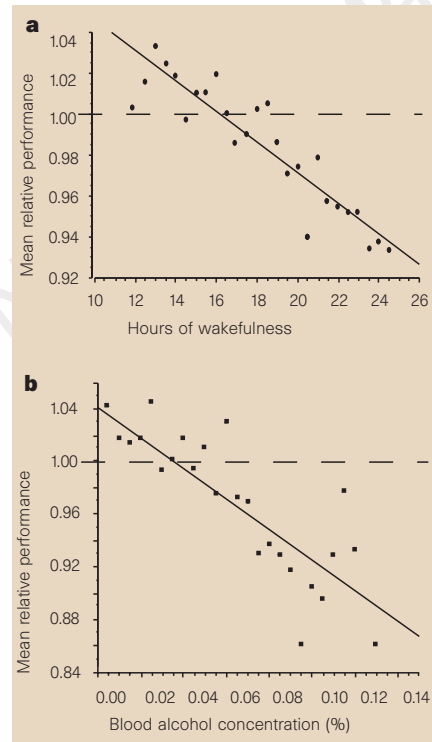 a
Mean relative performance
1.04
1.02
1.00
0.98
0.96
0.94
0.92
10 12 14 16 18 20 22 24 26
Hours of wakefulness
b
Mean relative performance
1.04
1.00
0.96
0.92
0.88
0.84
0.00 0.02 0.04 0.06 0.08 0.10 0.12 0.14
Blood alcohol concentration (%)